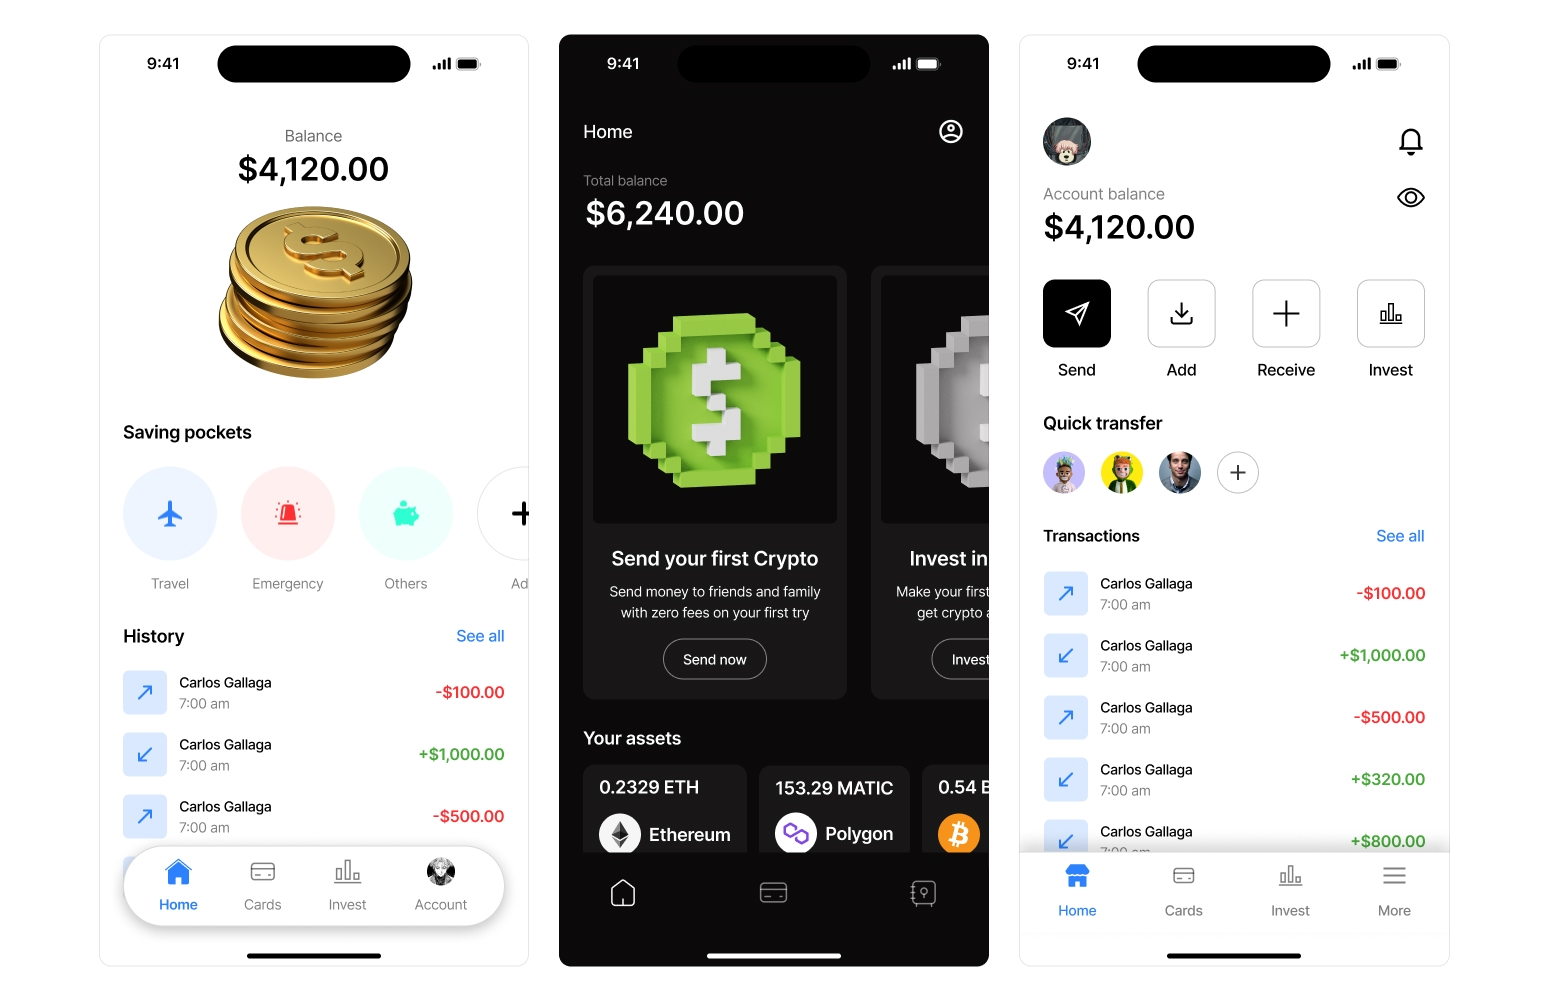 9:41
Balance
$4,120.00
Saving pockets
Travel Emergency Others Ad
History See all
Carlos Gallaga -$100.00
7:00 am
Carlos Gallaga +$1,000.00
7:00 am
Carlos Gallaga -$500.00
7:00 am
Home Cards Invest Account
9:41
Home
Total balance
$6,240.00
Send your first Crypto
Send money to friends and family
with zero fees on your first try
Send now
Invest in
Make your first
get crypto a
Invest
Your assets
0.2329 ETH
Ethereum
153.29 MATIC
Polygon
0.54 B
9:41
Account balance
$4,120.00
Send Add Receive Invest
Quick transfer
Transactions See all
Carlos Gallaga -$100.00
7:00 am
Carlos Gallaga +$1,000.00
7:00 am
Carlos Gallaga -$500.00
7:00 am
Carlos Gallaga +$320.00
7:00 am
Carlos Gallaga +$800.00
7:00 am
Home Cards Invest More